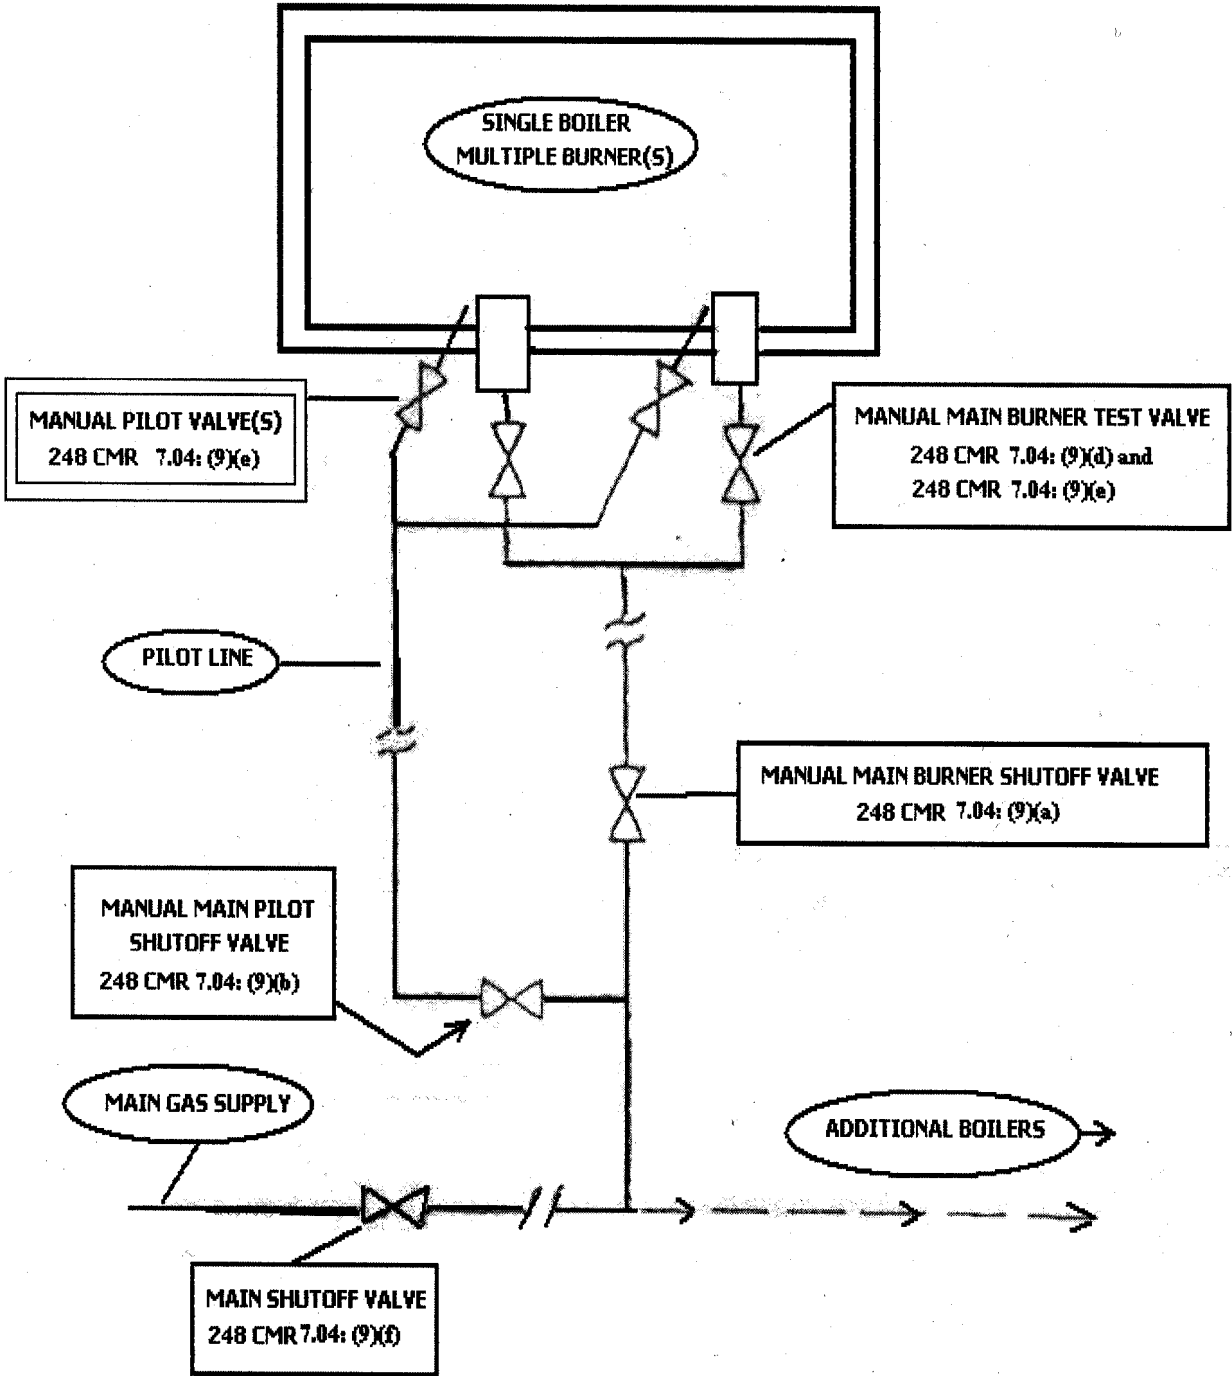 SINGLE BOILER
MULTIPLE BURNER(S)
MANUAL PILOT VALVE(S)
248 CMR 7.04: (9)(e)
MANUAL MAIN BURNER TEST VALVE
248 CMR 7.04: (9)(d) and
248 CMR 7.04: (9)(e)
PILOT LINE
MANUAL MAIN BURNER SHUTOFF VALVE
248 CMR 7.04: (9)(a)
MANUAL MAIN PILOT
SHUTOFF VALVE
248 CMR 7.04: (9)(b)
MAIN GAS SUPPLY
ADDITIONAL BOILERS
MAIN SHUTOFF VALVE
248 CMR 7.04: (9)(f)